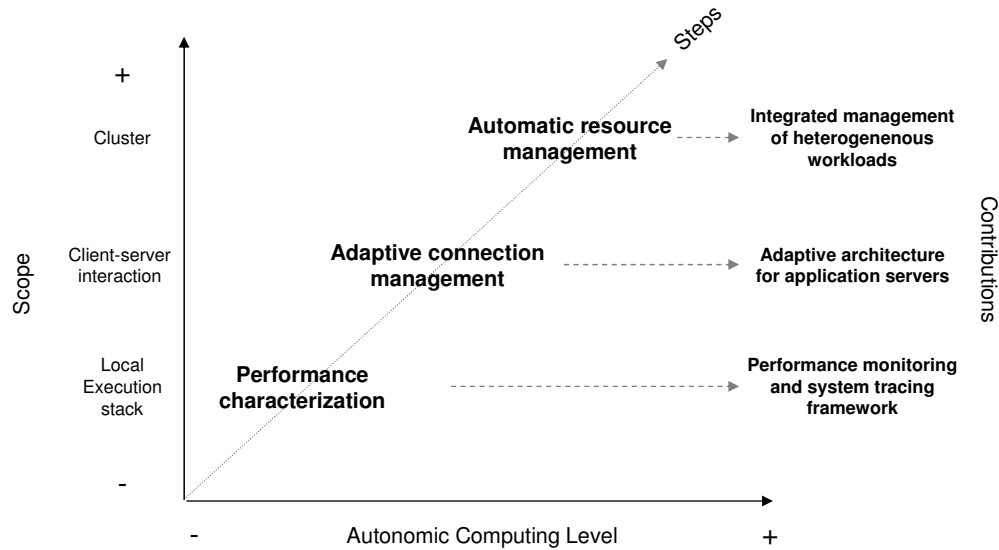 Steps
+
Cluster
Automatic resource
management
Integrated management
of heterogenenous
workloads
Scope
Client-server
interaction
Adaptive connection
management
Adaptive architecture
for application servers
Contributions
Local
Execution
stack
Performance
characterization
Performance monitoring
and system tracing
framework
-
-
Autonomic Computing Level
+